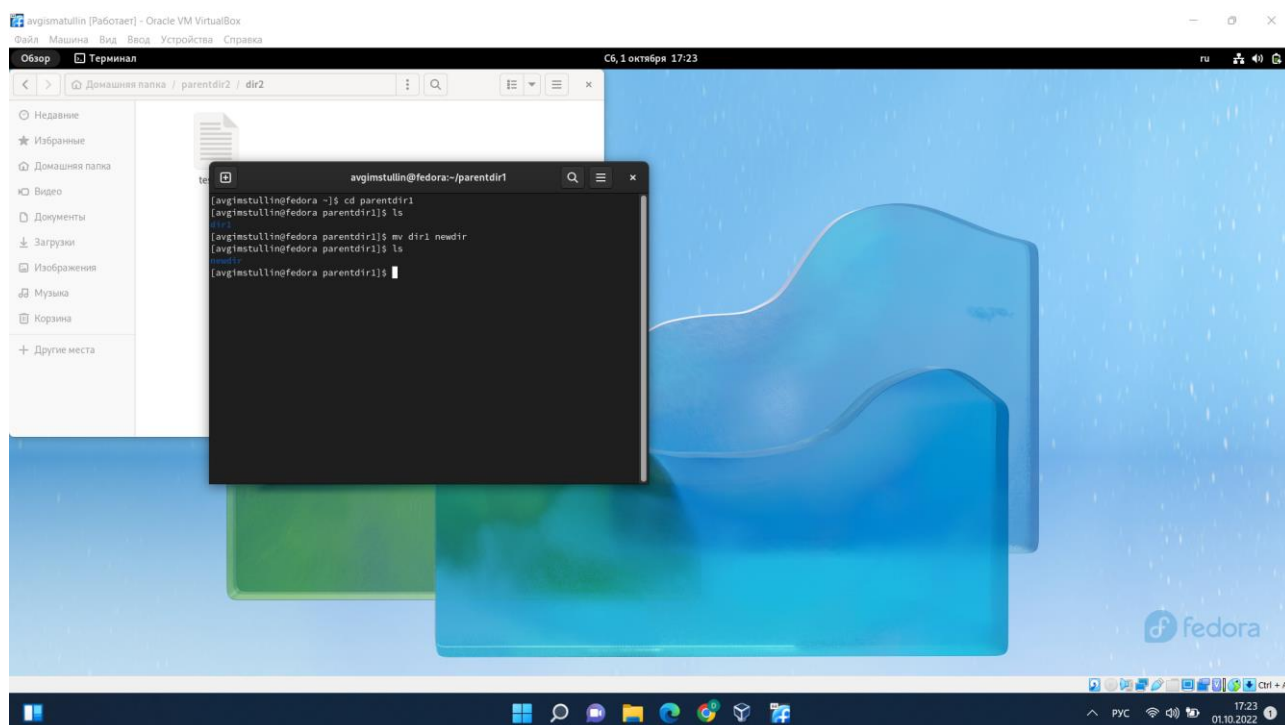 avgismatullin [Работает] - Oracle VM VirtualBox
Файл Машина Вид Ввод Устройства Справка
Обзор Терминал Сб, 1 октября 17:23 ru
Домашняя папка / parentdir2 / dir2
Недавние
Избранные
Домашняя папка
Видео
Документы
Загрузки
Изображения
Музыка
Корзина
+ Другие места
avgimstullin@fedora:~/parentdir1
[avgimstullin@fedora ~]$ cd parentdir1
[avgimstullin@fedora parentdir1]$ ls
dir1
[avgimstullin@fedora parentdir1]$ mv dir1 newdir
[avgimstullin@fedora parentdir1]$ ls
newdir
[avgimstullin@fedora parentdir1]$
fedora
Ctrl +
РУС 17:23
01.10.2022 1